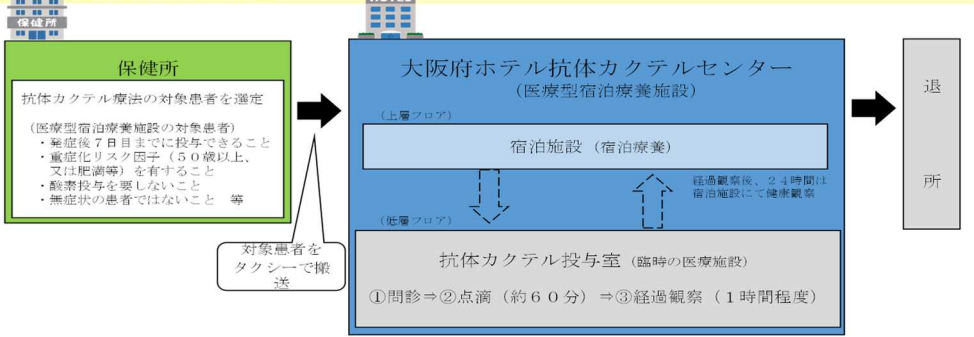 保健所
保健所
抗体カクテル療法の対象患者を選定
（医療型宿泊療養施設の対象患者）
・発症後７日目までに投与できること
・重症化リスク因子（５０歳以上、
又は肥満等）を有すること
・酸素投与を要しないこと
・無症状の患者ではないこと　等
対象患者を
タクシーで搬
送
大阪府ホテル抗体カクテルセンター
（医療型宿泊療養施設）
（上層フロア）
宿泊施設（宿泊療養）
経過観察後、２４時間は
宿泊施設にて健康観察
（低層フロア）
抗体カクテル投与室（臨時の医療施設）
①問診⇒②点滴（約６０分）⇒③経過観察（１時間程度）
退
所